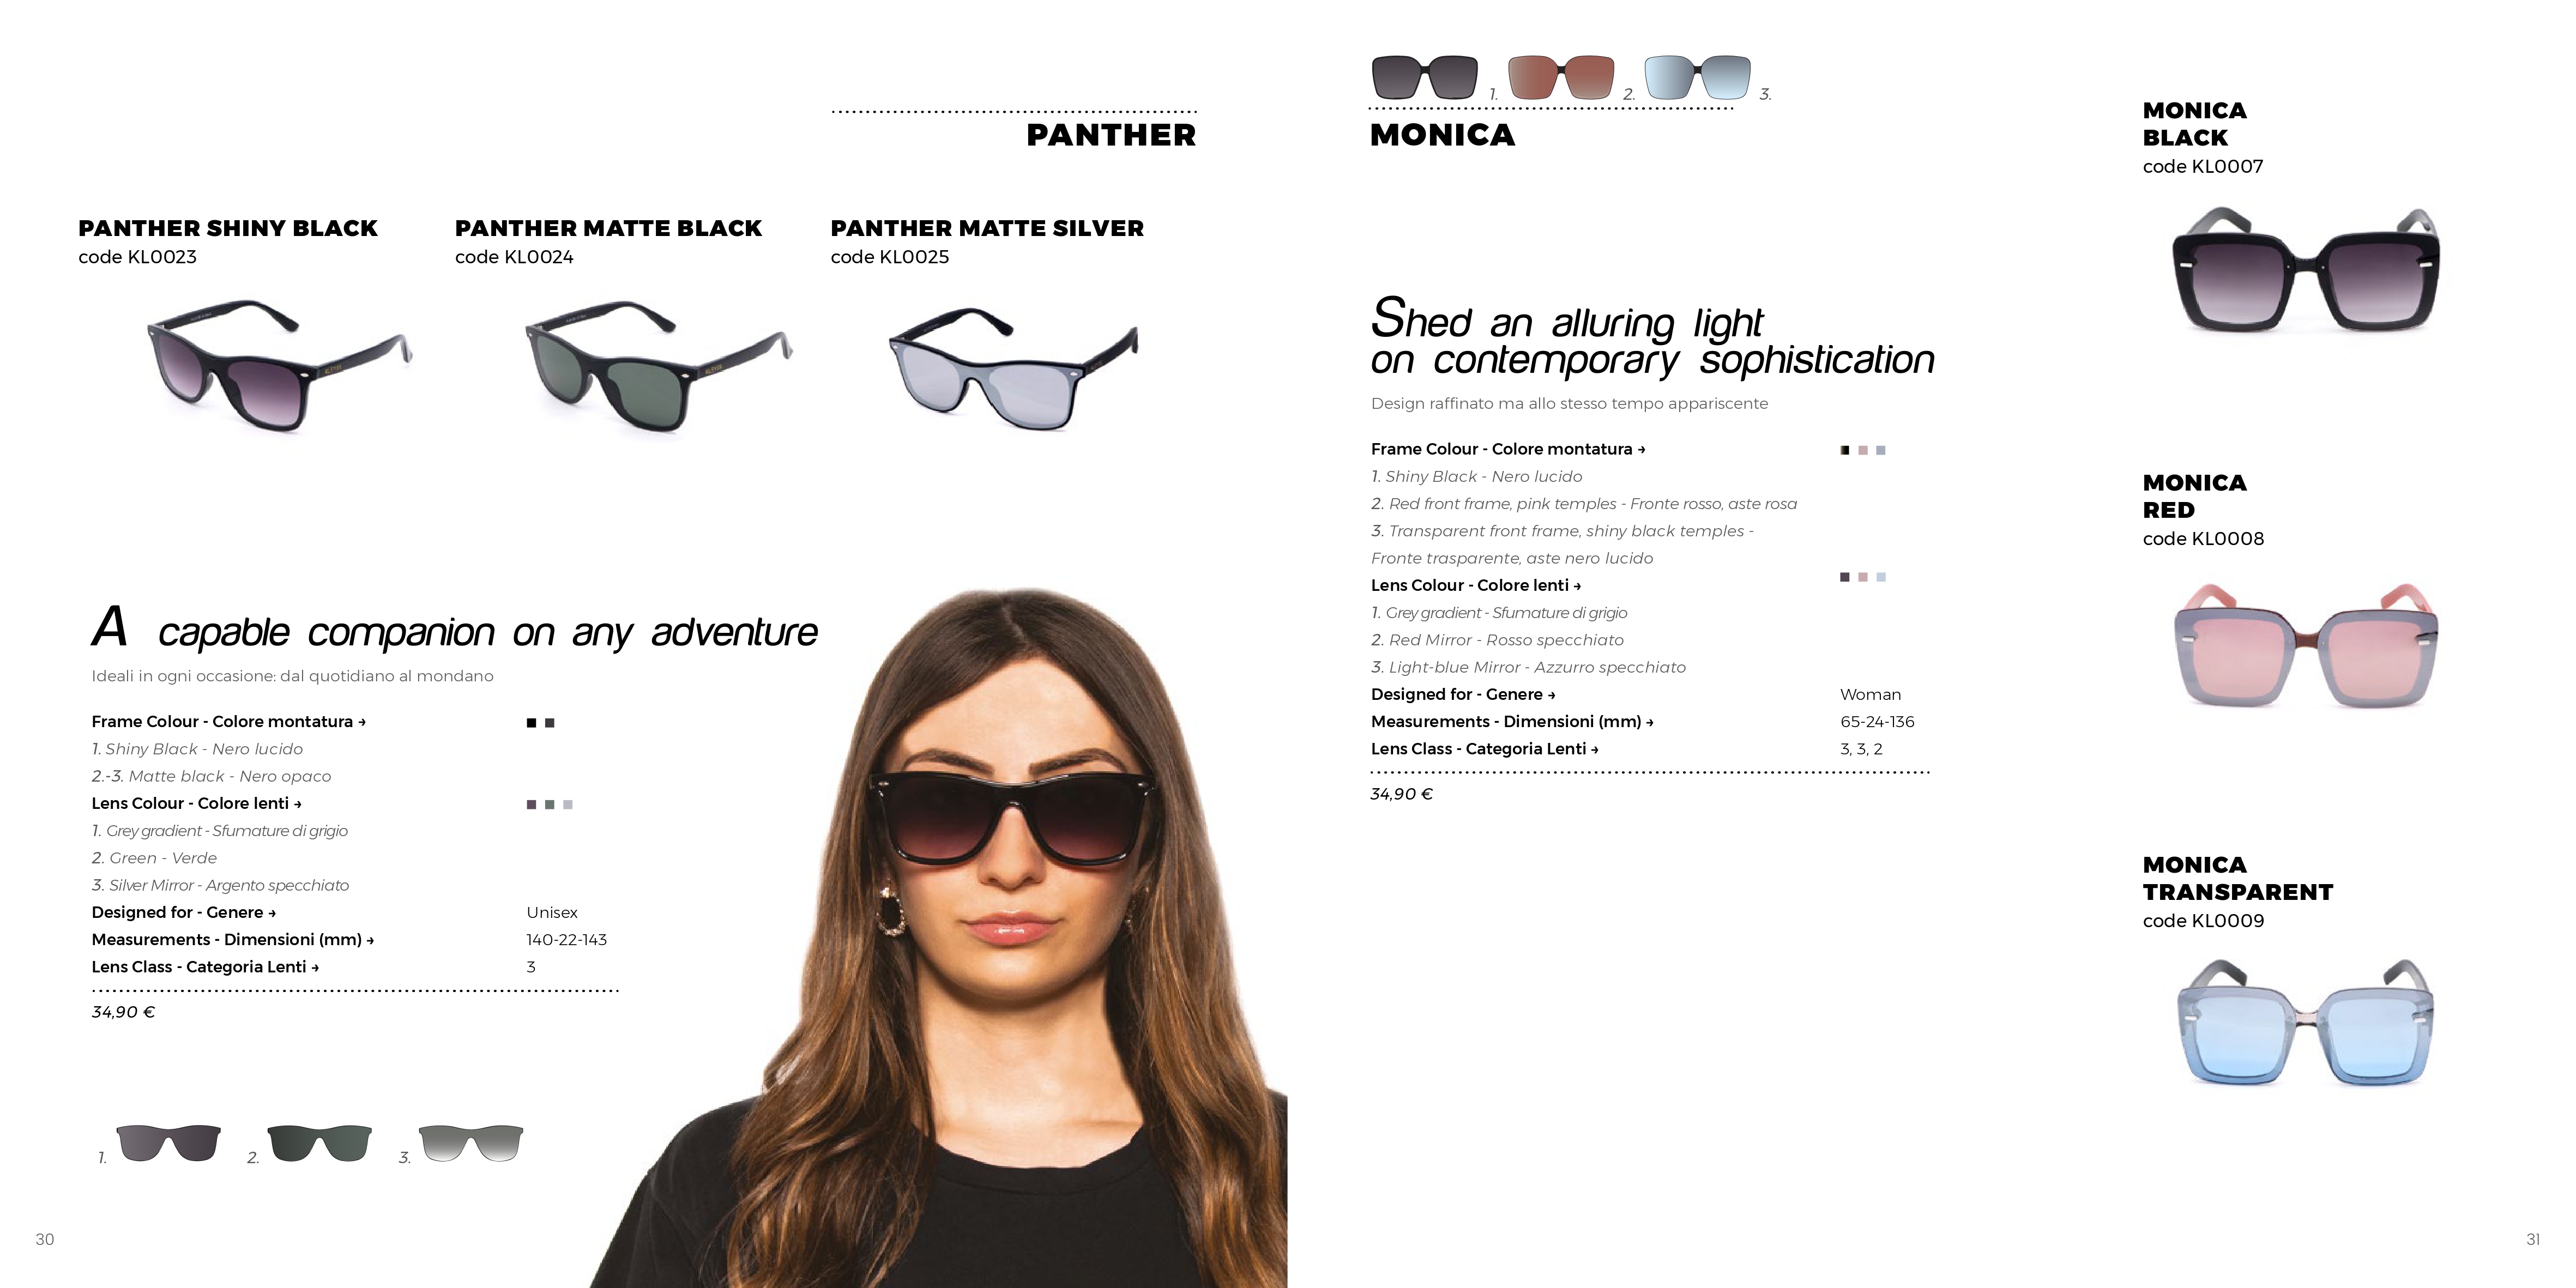 PANTHER
PANTHER SHINY BLACK
code KL0023
PANTHER MATTE BLACK
code KL0024
PANTHER MATTE SILVER
code KL0025
A capable companion on any adventure
Ideali in ogni occasione: dal quotidiano al mondano
Frame Colour - Colore montatura →
1. Shiny Black - Nero lucido
2.-3. Matte black - Nero opaco
Lens Colour - Colore lenti →
1. Grey gradient - Sfumature di grigio
2. Green - Verde
3. Silver Mirror - Argento specchiato
Designed for - Genere → Unisex
Measurements - Dimensioni (mm) → 140-22-143
Lens Class - Categoria Lenti → 3
34,90 €
1. 2. 3.
30
1. 2. 3.
MONICA
Shed an alluring light
on contemporary sophistication
Design raffinato ma allo stesso tempo appariscente
Frame Colour - Colore montatura →
1. Shiny Black - Nero lucido
2. Red front frame, pink temples - Fronte rosso, aste rosa
3. Transparent front frame, shiny black temples -
Fronte trasparente, aste nero lucido
Lens Colour - Colore lenti →
1. Grey gradient - Sfumature di grigio
2. Red Mirror - Rosso specchiato
3. Light-blue Mirror - Azzurro specchiato
Designed for - Genere → Woman
Measurements - Dimensioni (mm) → 65-24-136
Lens Class - Categoria Lenti → 3, 3, 2
34,90 €
MONICA
BLACK
code KL0007
MONICA
RED
code KL0008
MONICA
TRANSPARENT
code KL0009
31